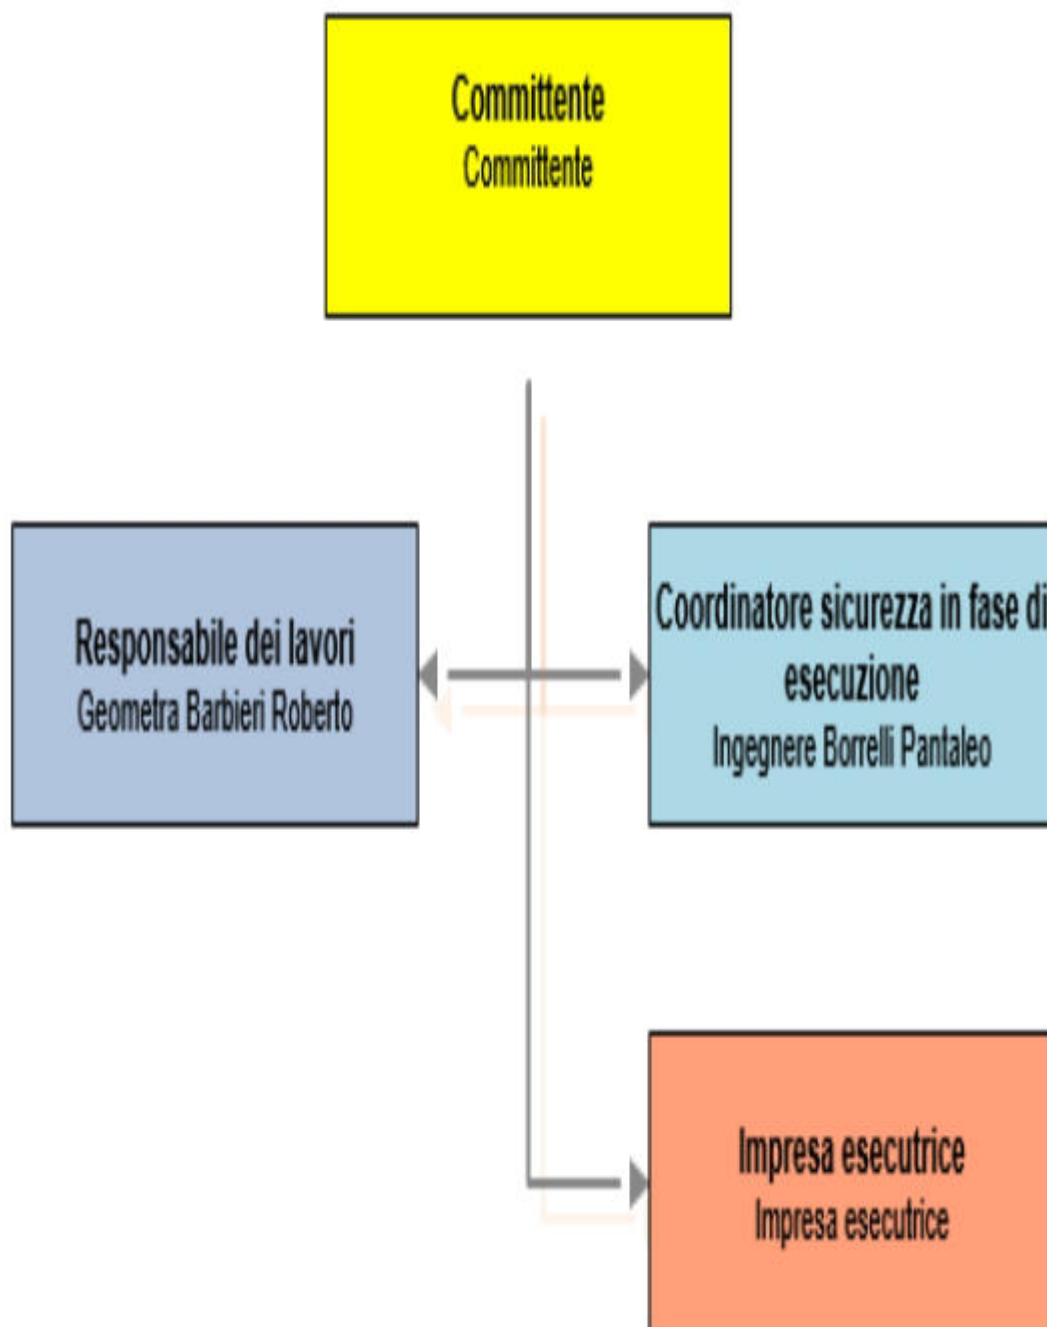 Committente
Committente
Responsabile dei lavori
Geometra Barbieri Roberto
Coordinatore sicurezza in fase di
esecuzione
Ingegnere Borrelli Pantaleo
Impresa esecutrice
Impresa esecutrice